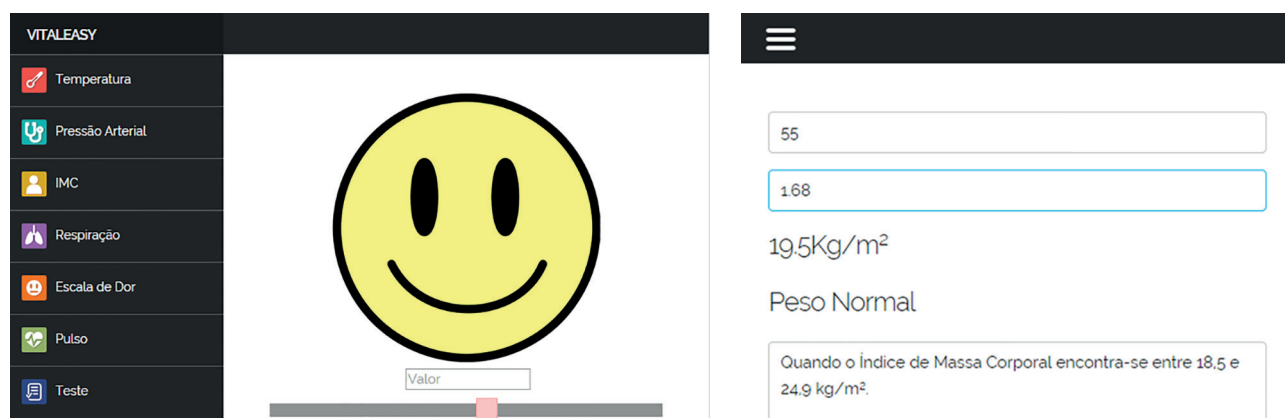 VITALEASY
Temperatura
Pressão Arterial
IMC
Respiração
Escala de Dor
Pulso
Teste
Valor
55
1.68
19.5Kg/m²
Peso Normal
Quando o Índice de Massa Corporal encontra-se entre 18,5 e
24,9 kg/m².